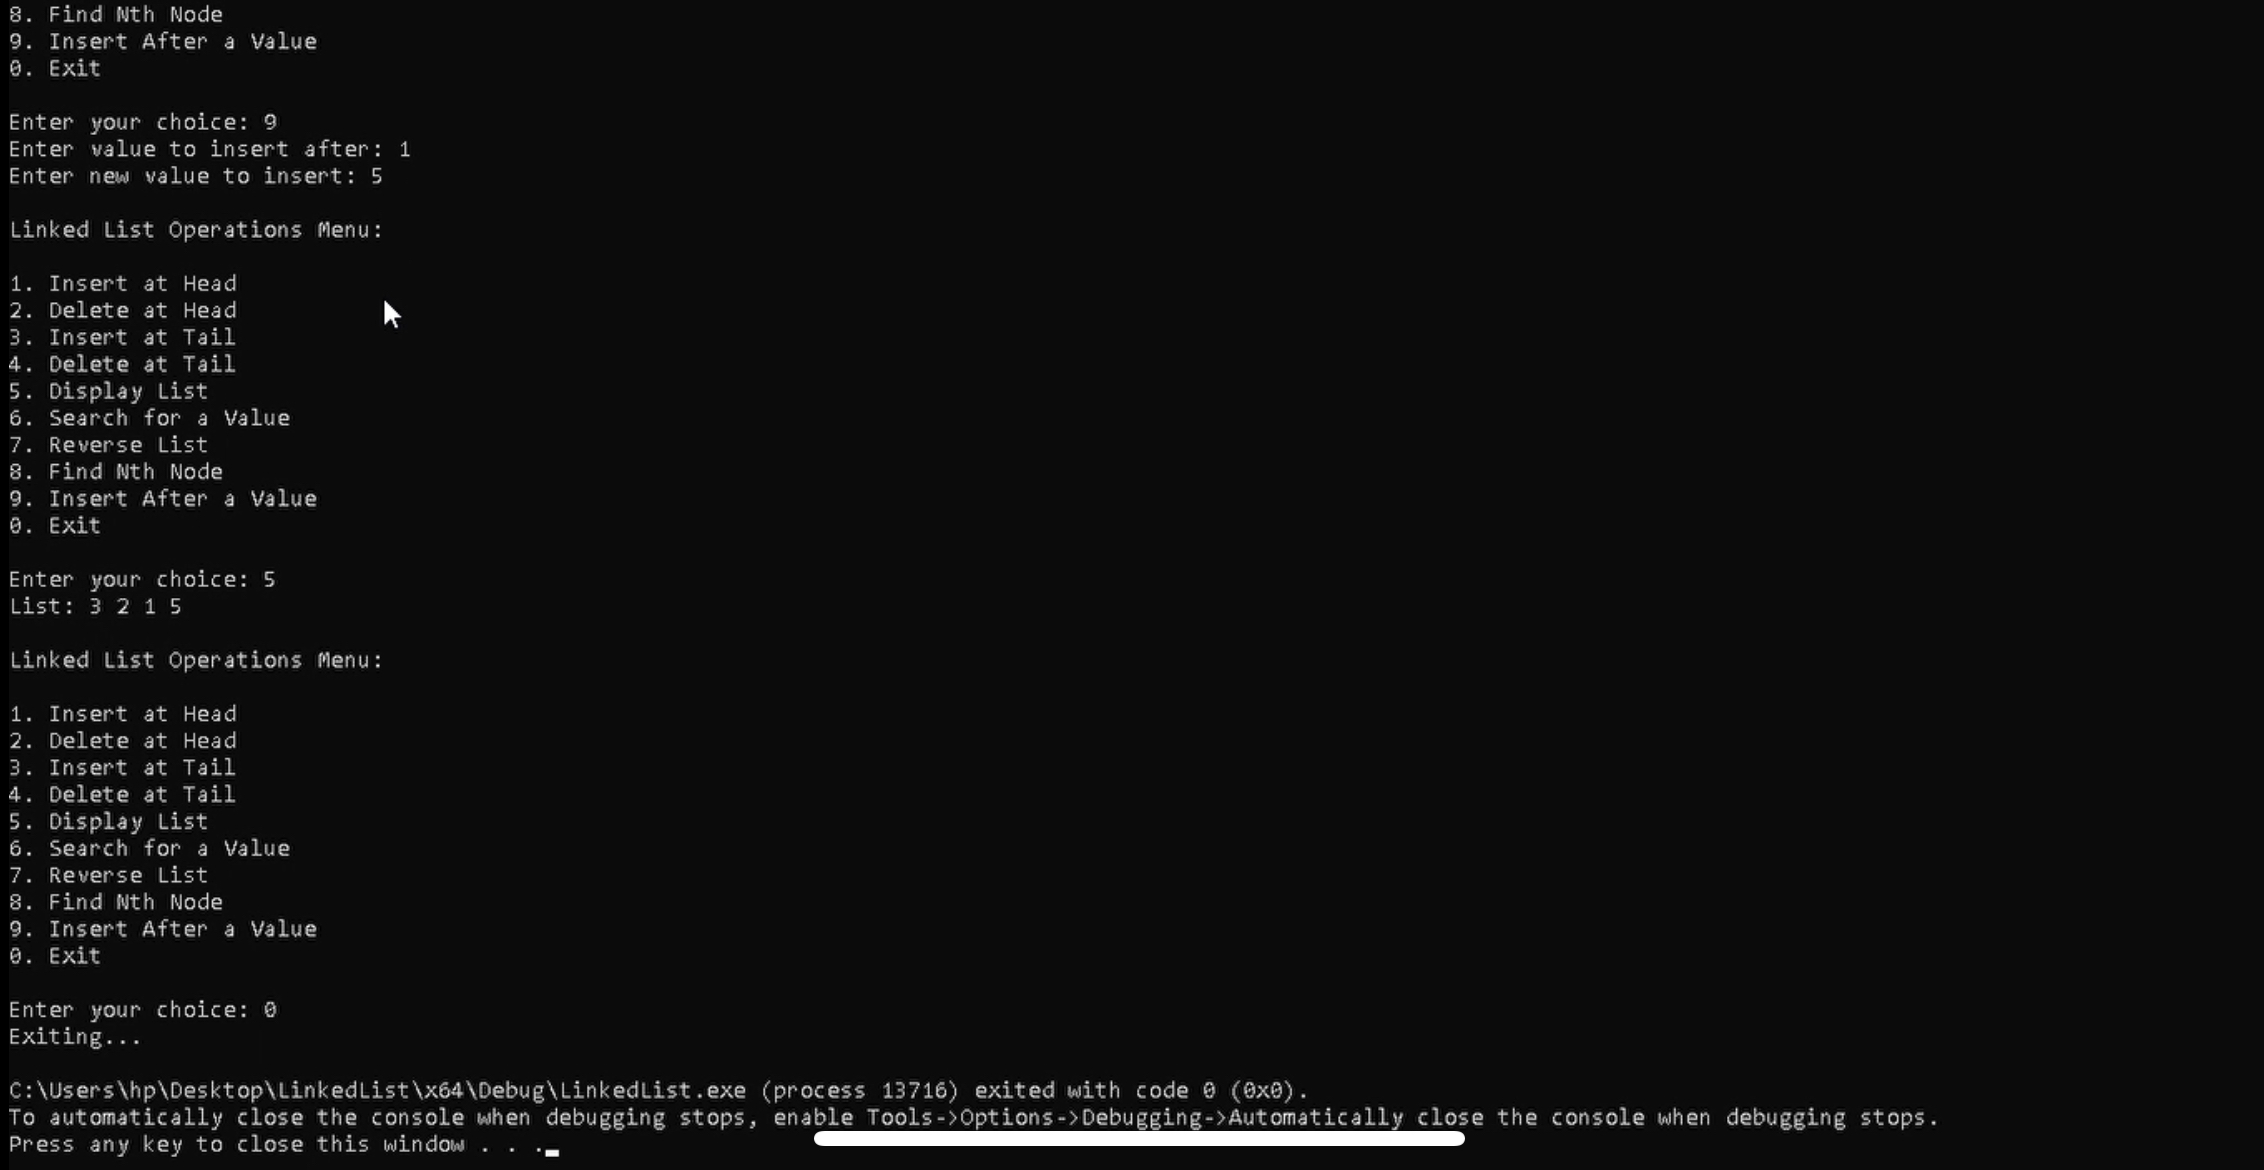 8. Find Nth Node
9. Insert After a Value
0. Exit
Enter your choice: 9
Enter value to insert after: 1
Enter new value to insert: 5
Linked List Operations Menu:
1. Insert at Head
2. Delete at Head
3. Insert at Tail
4. Delete at Tail
5. Display List
6. Search for a Value
7. Reverse List
8. Find Nth Node
9. Insert After a Value
0. Exit
Enter your choice: 5
List: 3 2 1 5
Linked List Operations Menu:
1. Insert at Head
2. Delete at Head
3. Insert at Tail
4. Delete at Tail
5. Display List
6. Search for a Value
7. Reverse List
8. Find Nth Node
9. Insert After a Value
0. Exit
Enter your choice: 0
Exiting...
C:\Users\hp\Desktop\LinkedList\x64\Debug\LinkedList.exe (process 13716) exited with code 0 (0x0).
To automatically close the console when debugging stops, enable Tools->Options->Debugging->Automatically close the console when debugging stops.
Press any key to close this window . . .